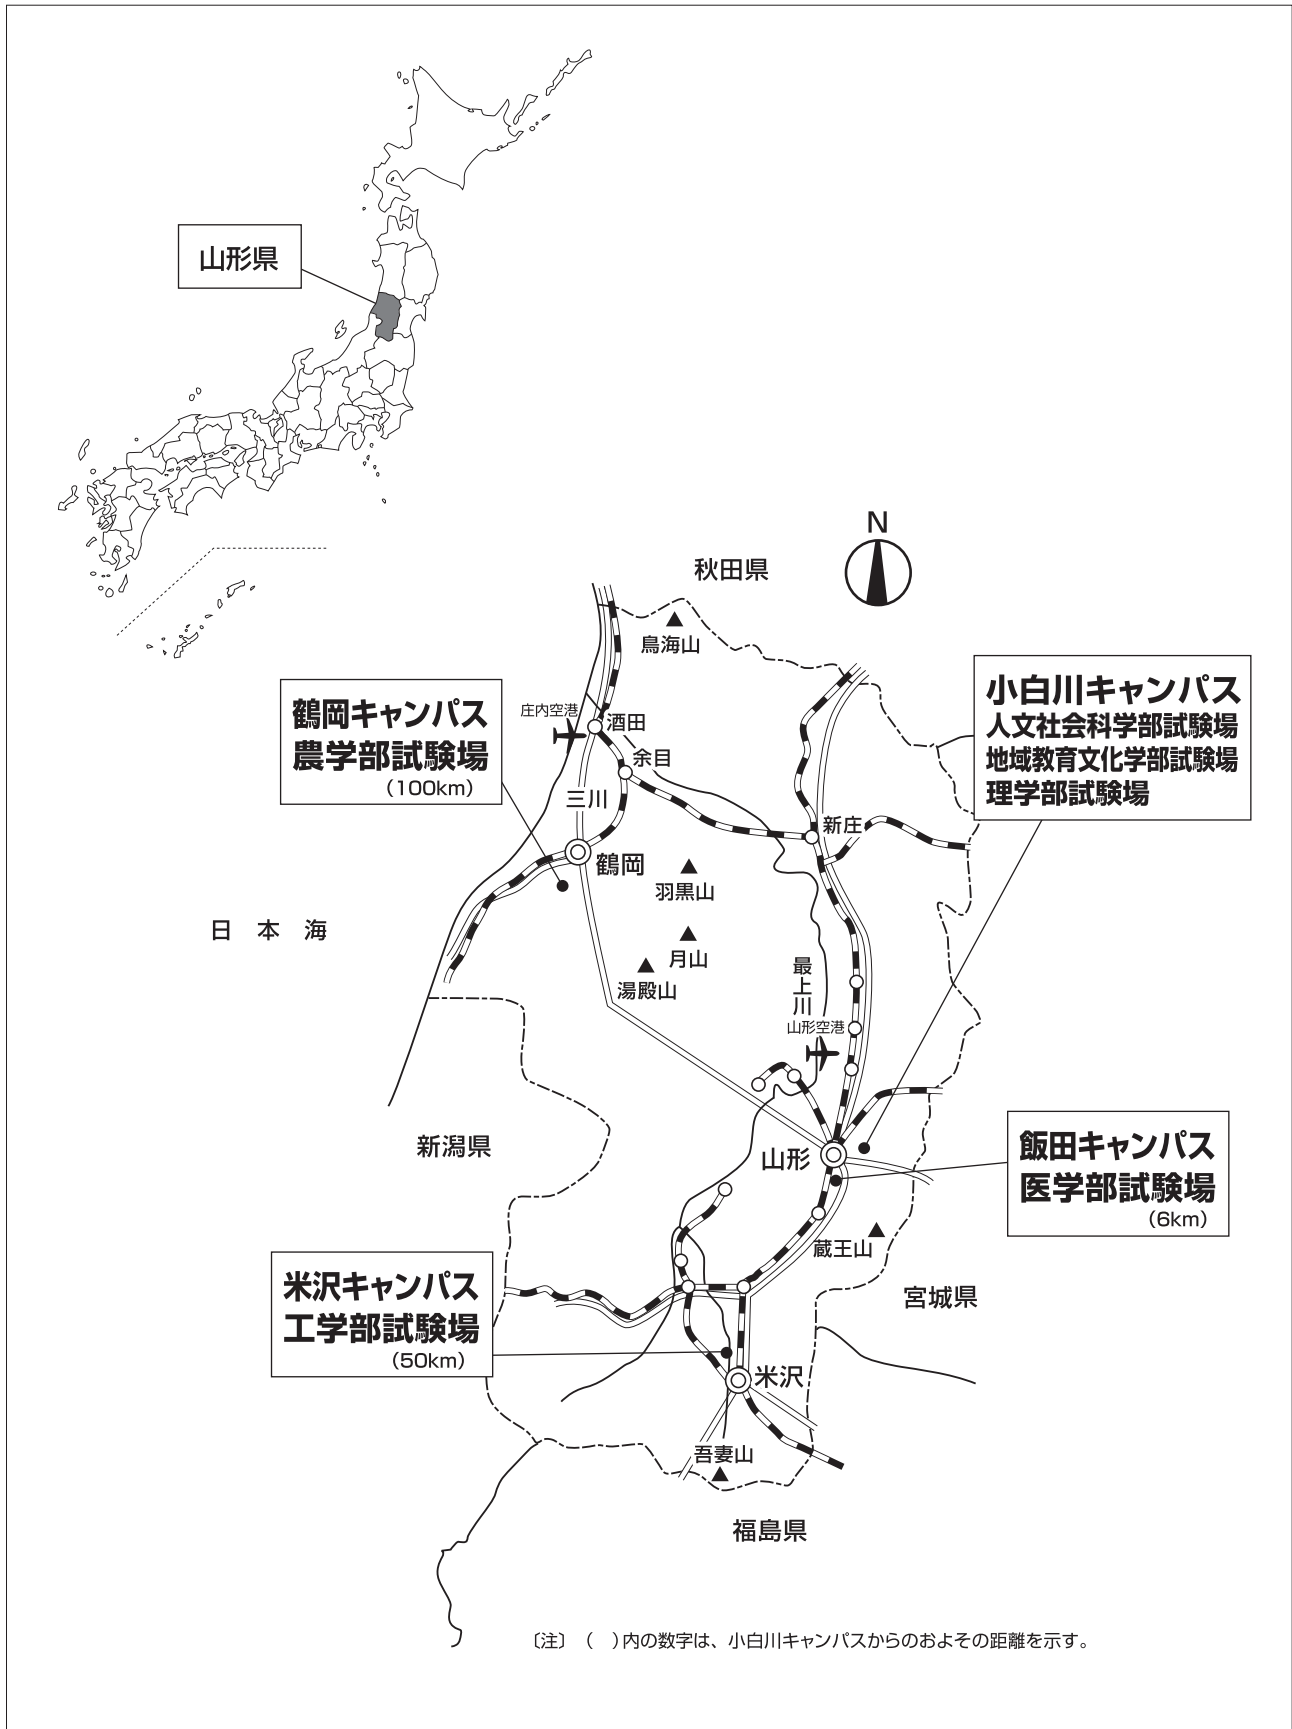 山形県
N
秋田県
鳥海山
小白川キャンパス
人文社会科学部試験場
地域教育文化学部試験場
理学部試験場
鶴岡キャンパス
農学部試験場
(100km)
庄内空港
酒田
余目
三川
新庄
鶴岡
羽黒山
日本海
月山
湯殿山
最上川
山形空港
新潟県
山形
飯田キャンパス
医学部試験場
(6km)
蔵王山
米沢キャンパス
工学部試験場
(50km)
宮城県
米沢
吾妻山
福島県
〔注〕 ( )内の数字は、小白川キャンパスからのおよその距離を示す。